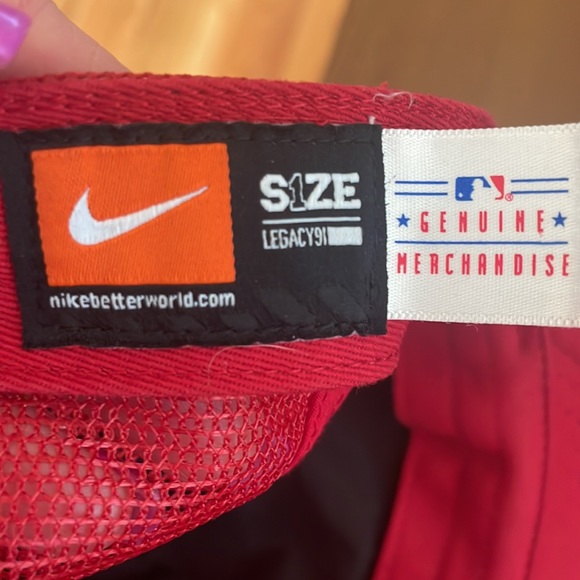 S1ZE
LEGACY91
nikebetterworld.com
GENUINE
MERCHANDISE